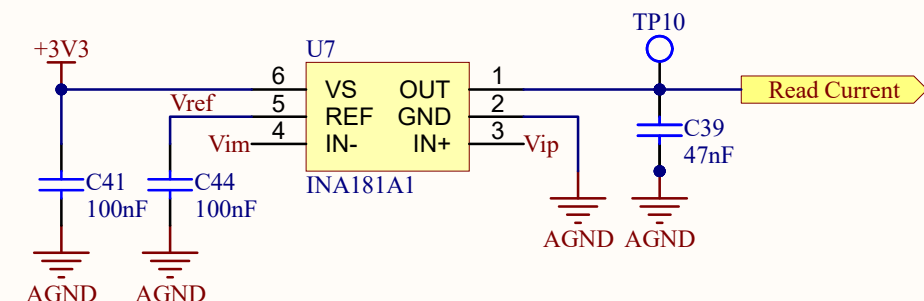 TP10
+3V3
U7
6 VS OUT 1
Vref 5 REF GND 2
Vim 4 IN- IN+ 3 Vip
INA181A1
Read Current
C39
47nF
C41
100nF
C44
100nF
AGND
AGND
AGND
AGND